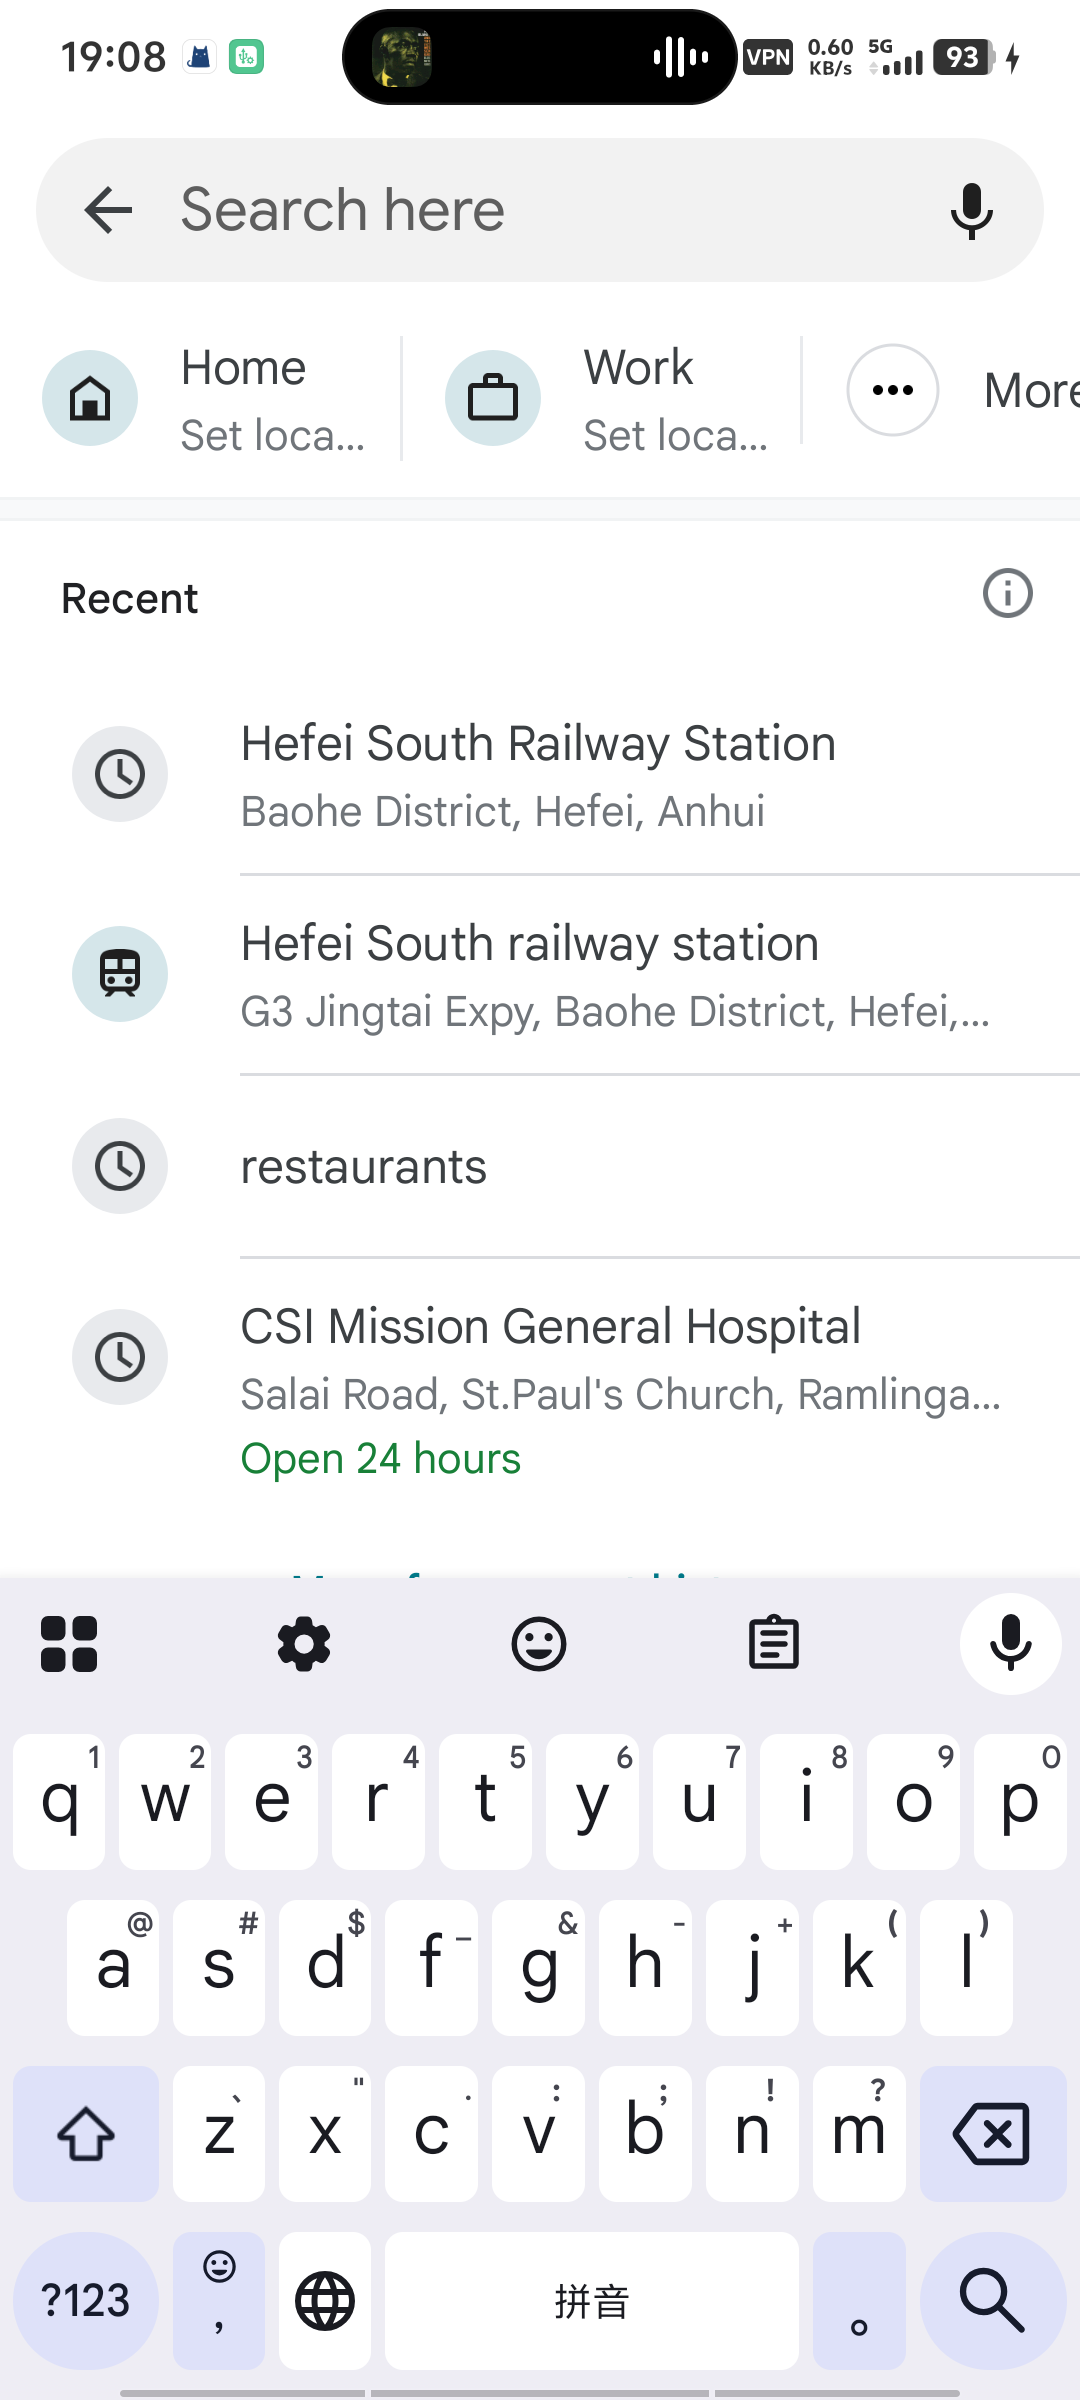 19:08
VPN
0.60
KB/s
5G
93
Search here
Home
Set loca...
Work
Set loca...
More
Recent
Hefei South Railway Station
Baohe District, Hefei, Anhui
Hefei South railway station
G3 Jingtai Expy, Baohe District, Hefei,...
restaurants
CSI Mission General Hospital
Salai Road, St.Paul's Church, Ramlinga...
Open 24 hours
1 2 3 4 5 6 7 8 9 0
q w e r t y u i o p
@ # $ _ & - + ( )
a s d f g h j k l
、 " . : ; ! ?
z x c v b n m
?123 , 拼音 。